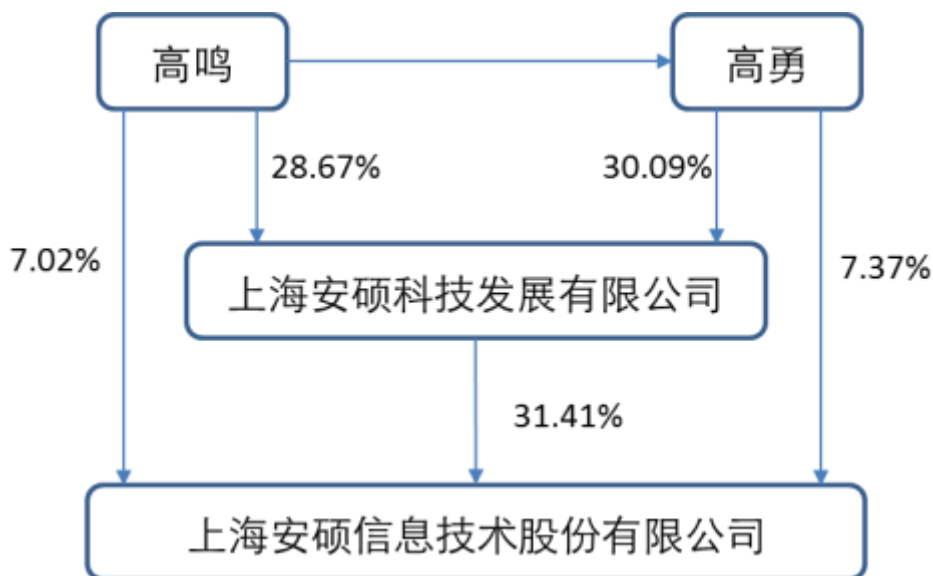 高鸣
高勇
28.67%
30.09%
7.02%
7.37%
上海安硕科技发展有限公司
31.41%
上海安硕信息技术股份有限公司